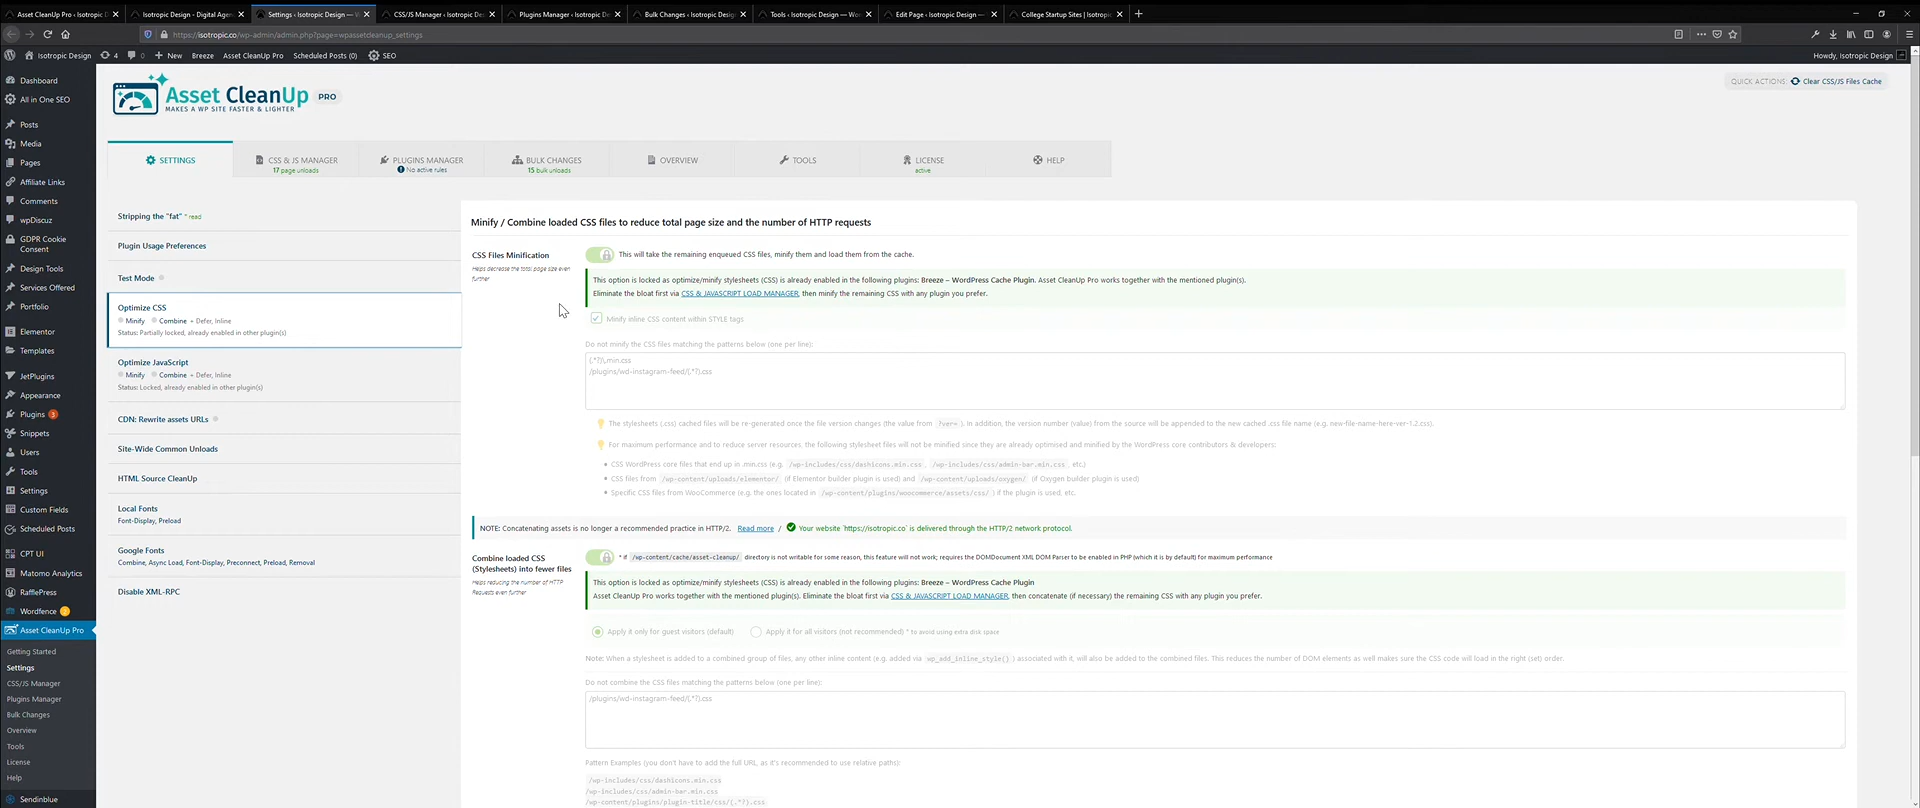 Asset CleanUp Pro ‹ Isotropic D
Isotropic Design - Digital Agen
Settings ‹ Isotropic Design — W
CSS/JS Manager ‹ Isotropic Des
Plugins Manager ‹ Isotropic De
Bulk Changes ‹ Isotropic Desi
Tools ‹ Isotropic Design — Wo
Edit Page ‹ Isotropic Design —
College Startup Sites | Isotropic
https://isotropic.co/wp-admin/admin.php?page=wpassetcleanup_settings
Isotropic Design
4
0
New
Breeze
Asset CleanUp Pro
Scheduled Posts (0)
SEO
Howdy, Isotropic Design
Dashboard
All in One SEO
Posts
Media
Pages
Affiliate Links
Comments
wpDiscuz
GDPR Cookie
Consent
Design Tools
Services Offered
Portfolio
Elementor
Templates
JetPlugins
Appearance
Plugins 3
Snippets
Users
Tools
Settings
Custom Fields
Scheduled Posts
CPT UI
Matomo Analytics
RafflePress
Wordfence
Asset CleanUp Pro
Getting Started
Settings
CSS/JS Manager
Plugins Manager
Bulk Changes
Overview
Tools
License
Help
Sendinblue
Asset CleanUp PRO
MAKES A WP SITE FASTER & LIGHTER
QUICK ACTIONS: Clear CSS/JS Files Cache
SETTINGS
CSS & JS MANAGER
17 page unloads
PLUGINS MANAGER
No active rules
BULK CHANGES
15 bulk unloads
OVERVIEW
TOOLS
LICENSE
active
HELP
Stripping the "fat" * read
Plugin Usage Preferences
Test Mode
Optimize CSS
Minify Combine + Defer, Inline
Status: Partially locked, already enabled in other plugin(s)
Optimize JavaScript
Minify Combine + Defer, Inline
Status: Locked, already enabled in other plugin(s)
CDN: Rewrite assets URLs
Site-Wide Common Unloads
HTML Source CleanUp
Local Fonts
Font-Display, Preload
Google Fonts
Combine, Async Load, Font-Display, Preconnect, Preload, Removal
Disable XML-RPC
Minify / Combine loaded CSS files to reduce total page size and the number of HTTP requests
CSS Files Minification
Helps decrease the total page size even
further
This will take the remaining enqueued CSS files, minify them and load them from the cache.
This option is locked as optimize/minify stylesheets (CSS) is already enabled in the following plugins: Breeze – WordPress Cache Plugin. Asset CleanUp Pro works together with the mentioned plugin(s).
Eliminate the bloat first via CSS & JAVASCRIPT LOAD MANAGER, then minify the remaining CSS with any plugin you prefer.
Minify inline CSS content within STYLE tags
Do not minify the CSS files matching the patterns below (one per line):
(.*?)\.min.css
/plugins/wd-instagram-feed/(.*?).css
The stylesheets (.css) cached files will be re-generated once the file version changes (the value from ?ver= ). In addition, the version number (value) from the source will be appended to the new cached .css file name (e.g. new-file-name-here-ver-1.2.css).
For maximum performance and to reduce server resources, the following stylesheet files will not be minified since they are already optimised and minified by the WordPress core contributors & developers:
• CSS WordPress core files that end up in .min.css (e.g. /wp-includes/css/dashicons.min.css , /wp-includes/css/admin-bar.min.css , etc.)
• CSS files from /wp-content/uploads/elementor/ (if Elementor builder plugin is used) and /wp-content/uploads/oxygen/ (if Oxygen builder plugin is used)
• Specific CSS files from WooCommerce (e.g. the ones located in /wp-content/plugins/woocommerce/assets/css/ ) if the plugin is used, etc.
NOTE: Concatenating assets is no longer a recommended practice in HTTP/2. Read more / Your website `https://isotropic.co` is delivered through the HTTP/2 network protocol.
Combine loaded CSS
(Stylesheets) into fewer files
Helps reducing the number of HTTP
Requests even further
* if /wp-content/cache/asset-cleanup/ directory is not writable for some reason, this feature will not work; requires the DOMDocument XML DOM Parser to be enabled in PHP (which it is by default) for maximum performance
This option is locked as optimize/minify stylesheets (CSS) is already enabled in the following plugins: Breeze – WordPress Cache Plugin
Asset CleanUp Pro works together with the mentioned plugin(s). Eliminate the bloat first via CSS & JAVASCRIPT LOAD MANAGER, then concatenate (if necessary) the remaining CSS with any plugin you prefer.
Apply it only for guest visitors (default)
Apply it for all visitors (not recommended) * to avoid using extra disk space
Note: When a stylesheet is added to a combined group of files, any other inline content (e.g. added via wp_add_inline_style() ) associated with it, will also be added to the combined files. This reduces the number of DOM elements as well makes sure the CSS code will load in the right (set) order.
Do not combine the CSS files matching the patterns below (one per line):
/plugins/wd-instagram-feed/(.*?).css
Pattern Examples (you don't have to add the full URL, as it's recommended to use relative paths):
/wp-includes/css/dashicons.min.css
/wp-includes/css/admin-bar.min.css
/wp-content/plugins/plugin-title/css/(.*?).css